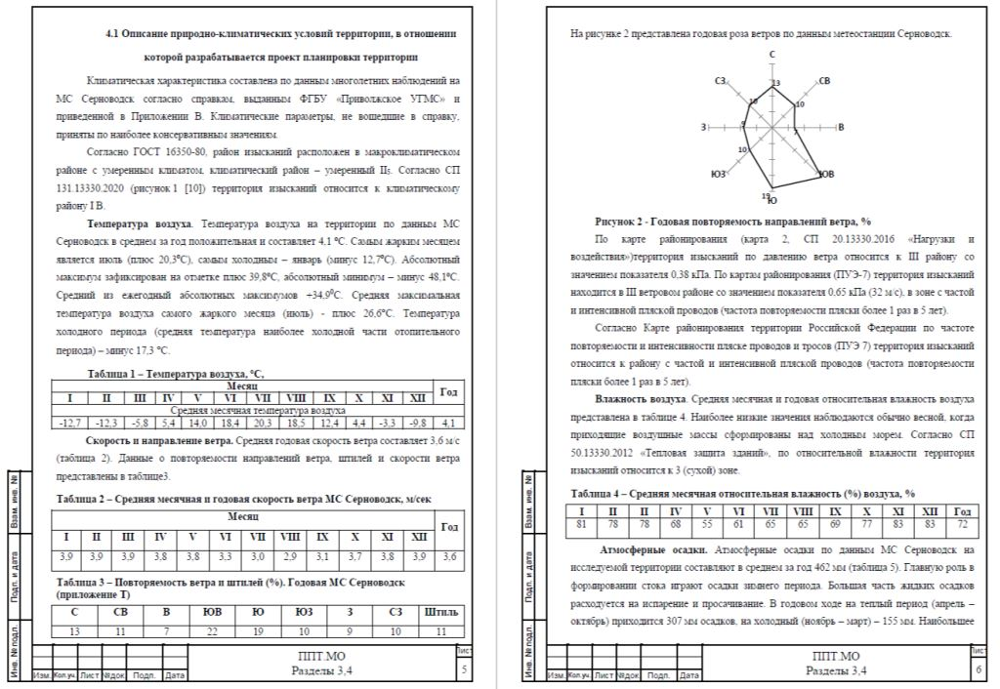 4.1 Описание природно-климатических условий территории, в отношении
которой разрабатывается проект планировки территории
Климатическая характеристика составлена по данным многолетних наблюдений на
МС Серноводск согласно справкам, выданным ФГБУ «Приволжское УГМС» и
приведенной в Приложении В. Климатические параметры, не вошедшие в справку,
приняты по наиболее консервативным значениям.
Согласно ГОСТ 16350-80, район изысканий расположен в макроклиматическом
районе с умеренным климатом, климатический район – умеренный II₅. Согласно СП
131.13330.2020 (рисунок 1 [10]) территория изысканий относится к климатическому
району I В.
Температура воздуха. Температура воздуха на территории по данным МС
Серноводск в среднем за год положительная и составляет 4,1 ⁰С. Самым жарким месяцем
является июль (плюс 20,3⁰С), самым холодным – январь (минус 12,7⁰С). Абсолютный
максимум зафиксирован на отметке плюс 39,8⁰С, абсолютный минимум – минус 48,1⁰С.
Средний из ежегодный абсолютных максимумов +34,9⁰С. Средняя максимальная
температура воздуха самого жаркого месяца (июль) - плюс 26,6°С. Температура
холодного периода (средняя температура наиболее холодной части отопительного
периода) – минус 17,3 °С.
Таблица 1 – Температура воздуха, °С,
Месяц Год
I II III IV V VI VII VIII IX X XI XII
Средняя месячная температура воздуха
-12,7 -12,3 -5,8 5,4 14,0 18,4 20,3 18,5 12,4 4,4 -3,3 -9,8 4,1
Скорость и направление ветра. Средняя годовая скорость ветра составляет 3,6 м/с
(таблица 2). Данные о повторяемости направлений ветра, штилей и скорости ветра
представлены в таблице3.
Таблица 2 – Средняя месячная и годовая скорость ветра МС Серноводск, м/сек
Месяц Год
I II III IV V VI VII VIII IX X XI XII
3,9 3,9 3,9 3,8 3,8 3,3 3,0 2,9 3,1 3,7 3,8 3,9 3,6
Таблица 3 – Повторяемость ветра и штилей (%). Годовая МС Серноводск
(приложение Т)
С СВ В ЮВ Ю ЮЗ З СЗ Штиль
13 11 7 22 19 10 9 10 11
Взам. инв. №
Подп. и дата
Инв. № подл.
Изм. Кол.уч. Лист №док. Подп. Дата
ППТ.МО
Разделы 3,4
Лист
5
На рисунке 2 представлена годовая роза ветров по данным метеостанции Серноводск.
С
13
СЗ
СВ
10
10
З
9
В
7
10
ЮЗ
ЮВ
19
Ю
Рисунок 2 - Годовая повторяемость направлений ветра, %
По карте районирования (карта 2, СП 20.13330.2016 «Нагрузки и
воздействия»)территория изысканий по давлению ветра относится к III району со
значением показателя 0,38 кПа. По картам районирования (ПУЭ-7) территория изысканий
находится в III ветровом районе со значением показателя 0,65 кПа (32 м/с), в зоне с частой
и интенсивной пляской проводов (частота повторяемости пляски более 1 раз в 5 лет).
Согласно Карте районирования территории Российской Федерации по частоте
повторяемости и интенсивности пляске проводов и тросов (ПУЭ 7) территория изысканий
относится к району с частой и интенсивной пляской проводов (частота повторяемости
пляски более 1 раз в 5 лет).
Влажность воздуха. Средняя месячная и годовая относительная влажность воздуха
представлена в таблице 4. Наиболее низкие значения наблюдаются обычно весной, когда
приходящие воздушные массы сформированы над холодным морем. Согласно СП
50.13330.2012 «Тепловая защита зданий», по относительной влажности территория
изысканий относится к 3 (сухой) зоне.
Таблица 4 – Средняя месячная относительная влажность (%) воздуха, %
I II II IV V VI VII VIII IX X XI XII Год
81 78 78 68 55 61 65 65 69 77 83 83 72
Атмосферные осадки. Атмосферные осадки по данным МС Серноводск на
исследуемой территории составляют в среднем за год 462 мм (таблица 5). Главную роль в
формировании стока играют осадки зимнего периода. Большая часть жидких осадков
расходуется на испарение и просачивание. В годовом ходе на теплый период (апрель –
октябрь) приходится 307 мм осадков, на холодный (ноябрь – март) – 155 мм. Наибольшее
Взам. инв. №
Подп. и дата
Инв. № подл.
Изм. Кол.уч. Лист №док. Подп. Дата
ППТ.МО
Разделы 3,4
Лист
6